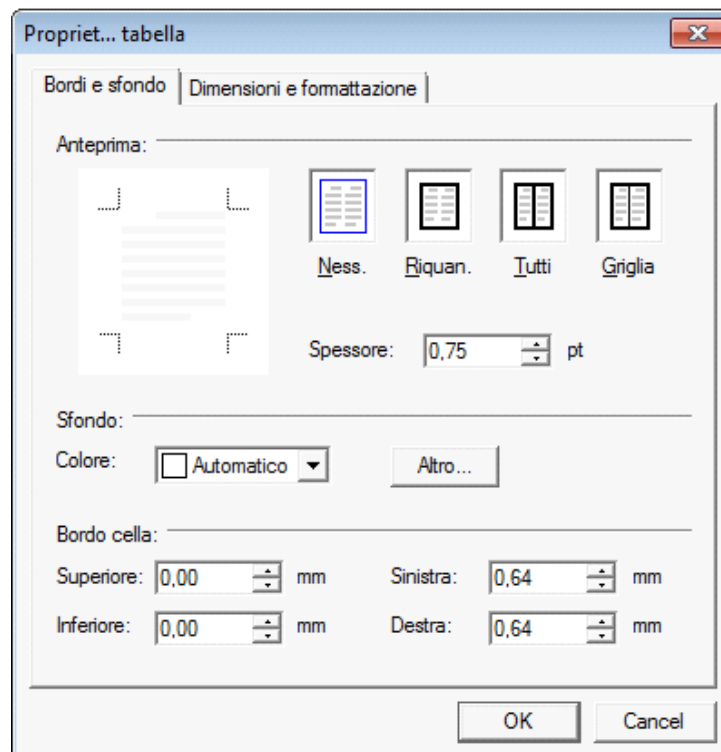 Propriet... tabella
Bordi e sfondo Dimensioni e formattazione
Anteprima:
Ness. Riquan. Tutti Griglia
Spessore: 0,75 pt
Sfondo:
Colore: Automatico Altro...
Bordo cella:
Superiore: 0,00 mm Sinistra: 0,64 mm
Inferiore: 0,00 mm Destra: 0,64 mm
OK Cancel